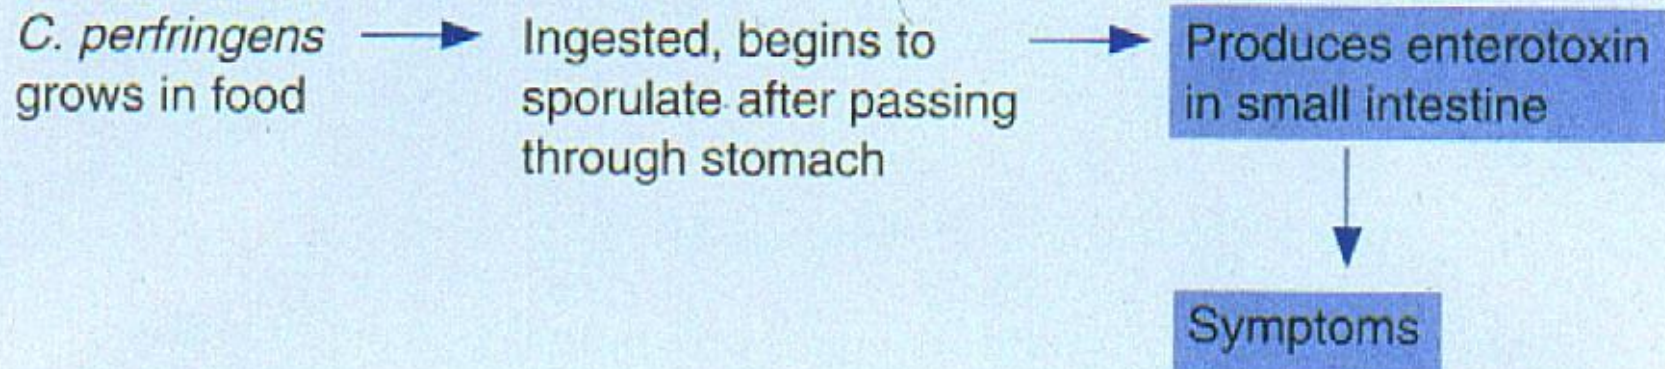 C. perfringens
grows in food
Ingested, begins to
sporulate after passing
through stomach
Produces enterotoxin
in small intestine
Symptoms